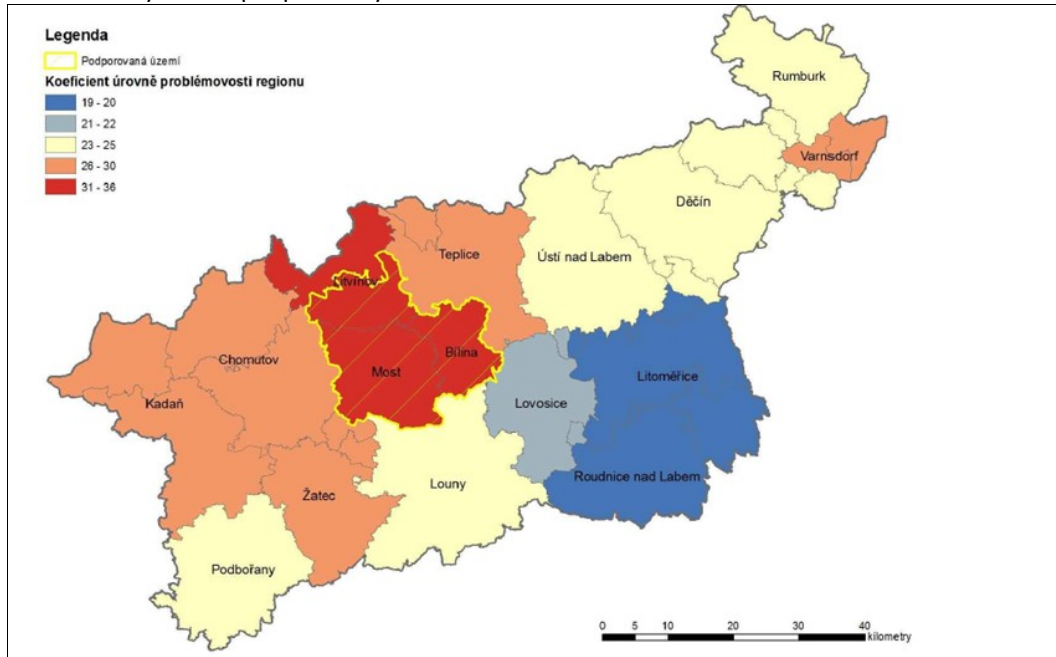 Legenda
Podporovaná území
Koeficient úrovně problémovosti regionu
19 - 20
21 - 22
23 - 25
26 - 30
31 - 36
Rumburk
Varnsdorf
Děčín
Teplice
Ústí nad Labem
Litvínov
Chomutov
Bílina
Most
Litoměřice
Kadaň
Lovosice
Roudnice nad Labem
Louny
Žatec
Podbořany
0 5 10 20 30 40
kilometry